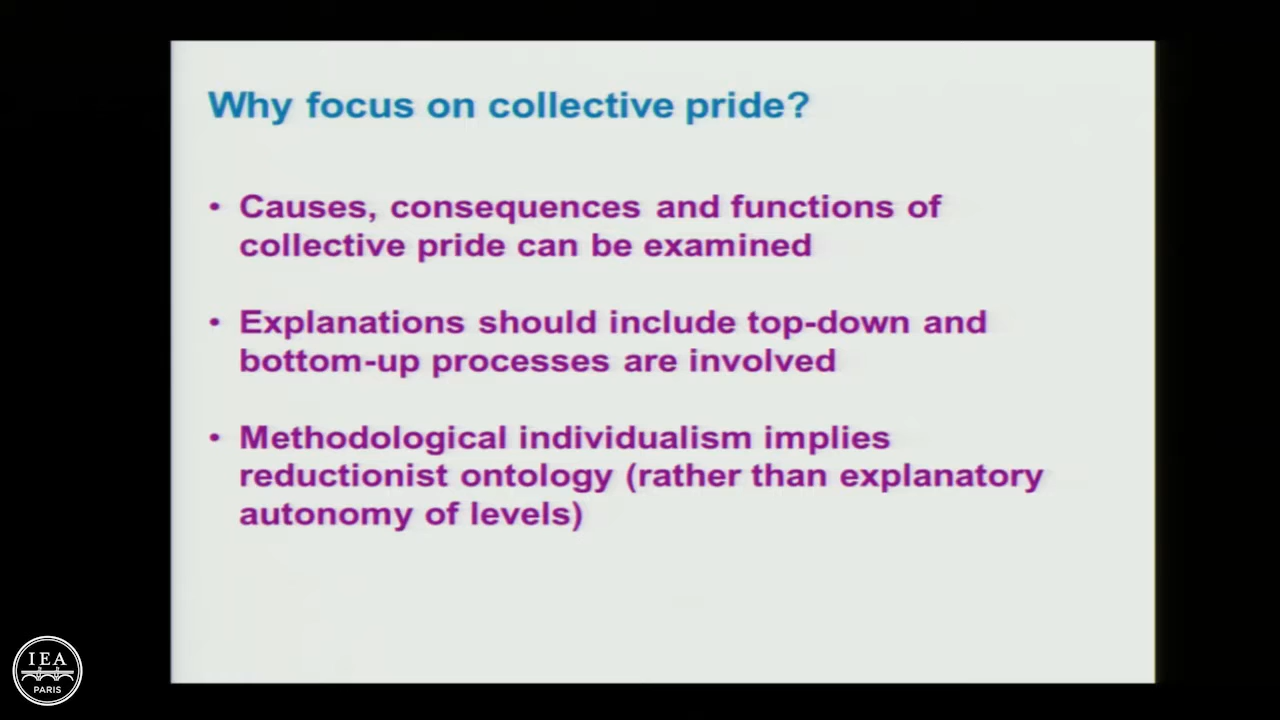 Why focus on collective pride?
• Causes, consequences and functions of
collective pride can be examined
• Explanations should include top-down and
bottom-up processes are involved
• Methodological individualism implies
reductionist ontology (rather than explanatory
autonomy of levels)
IEA
PARIS